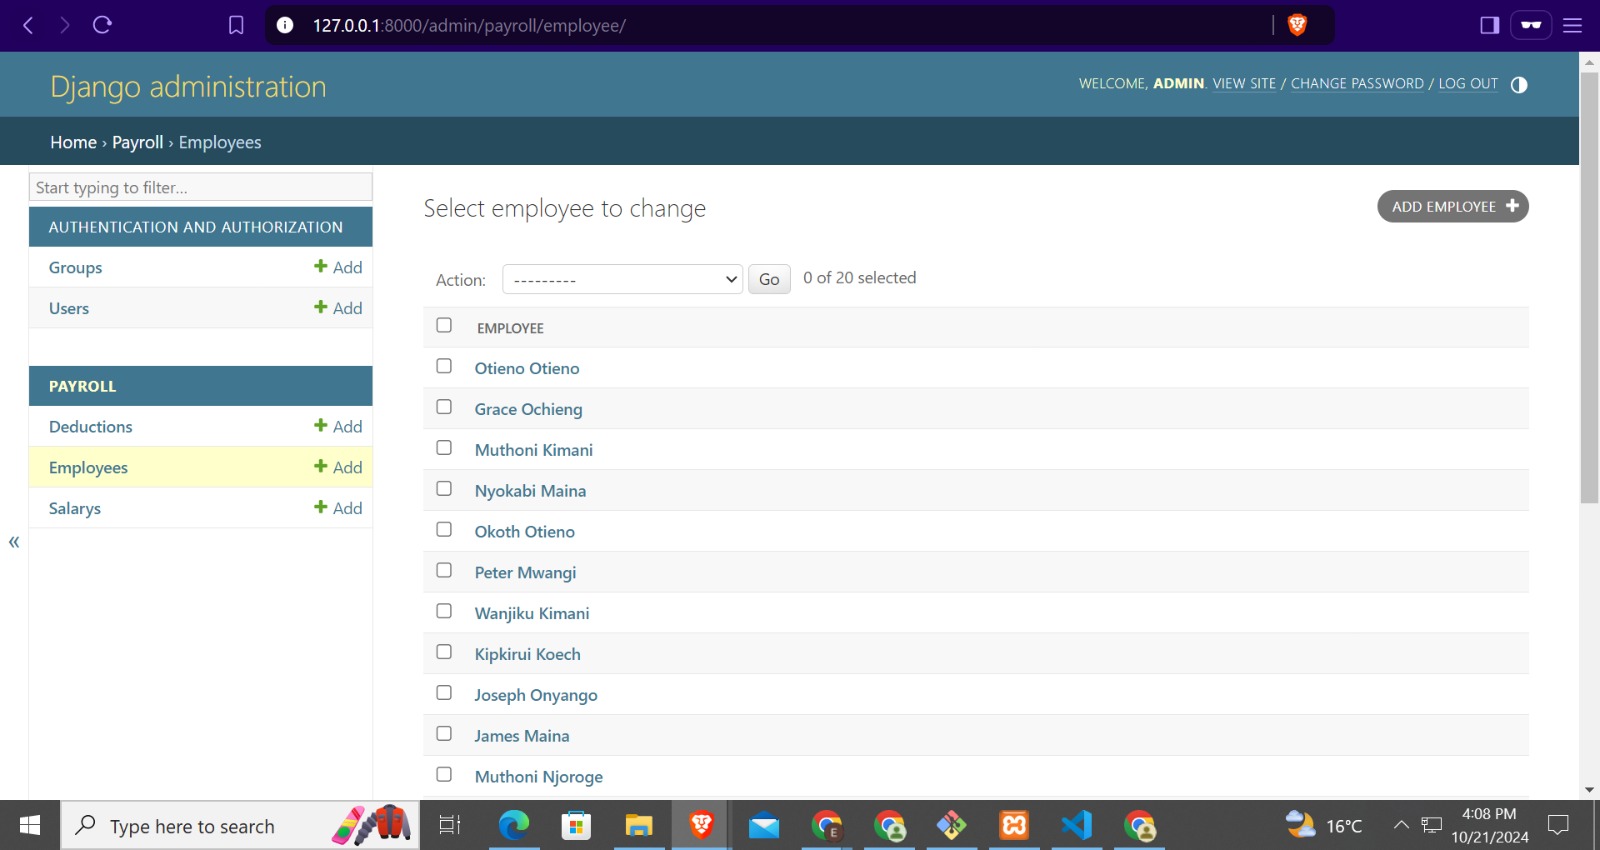 127.0.0.1:8000/admin/payroll/employee/
Django administration
WELCOME, ADMIN. VIEW SITE / CHANGE PASSWORD / LOG OUT
Home › Payroll › Employees
Start typing to filter...
AUTHENTICATION AND AUTHORIZATION
Groups + Add
Users + Add
PAYROLL
Deductions + Add
Employees + Add
Salarys + Add
«
Select employee to change
ADD EMPLOYEE +
Action: --------- Go 0 of 20 selected
EMPLOYEE
Otieno Otieno
Grace Ochieng
Muthoni Kimani
Nyokabi Maina
Okoth Otieno
Peter Mwangi
Wanjiku Kimani
Kipkirui Koech
Joseph Onyango
James Maina
Muthoni Njoroge
Type here to search
E
16°C
4:08 PM
10/21/2024